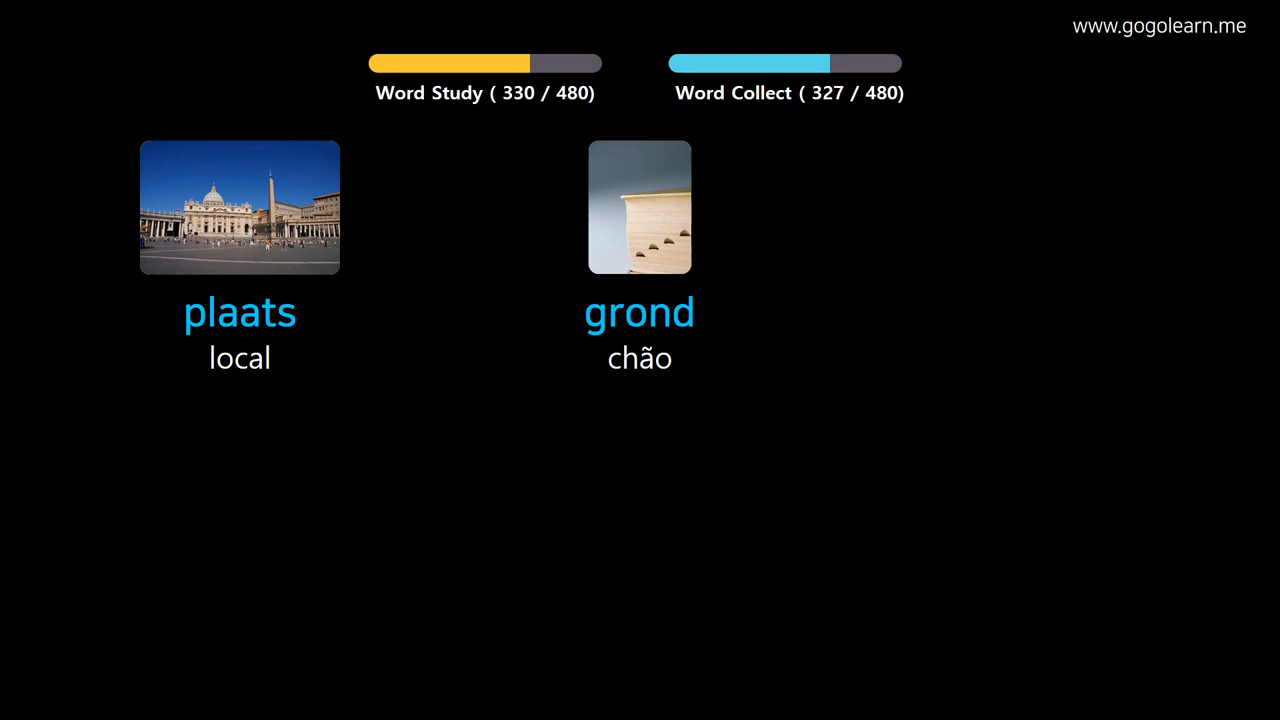 www.gogolearn.me
Word Study ( 330 / 480)
Word Collect ( 327 / 480)
plaats
local
grond
chão